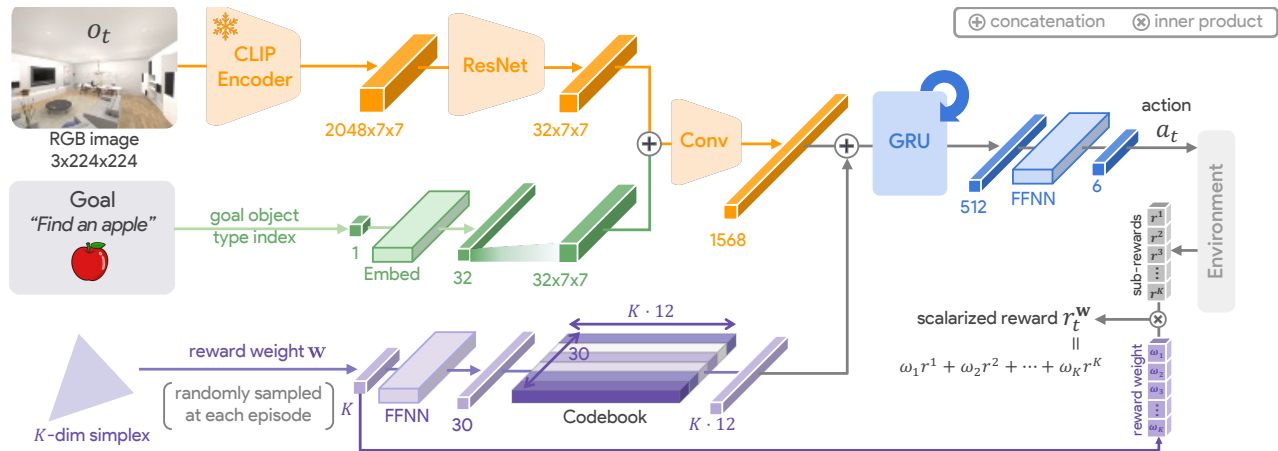 ⊕ concatenation ⊗ inner product
o_t
RGB image
3x224x224
CLIP
Encoder
2048x7x7
ResNet
32x7x7
Conv
1568
GRU
512
FFNN
6
action
a_t
Environment
Goal
"Find an apple"
goal object
type index
1
Embed
32
32x7x7
sub-rewards
r^1
r^2
r^3
⋮
r^K
scalarized reward r_t^w
=
ω_1r^1 + ω_2r^2 + ⋯ + ω_Kr^K
reward weight
ω_1
ω_2
ω_3
⋮
ω_K
K-dim simplex
reward weight w
randomly sampled
at each episode
K
FFNN
30
K · 12
30
Codebook
K · 12